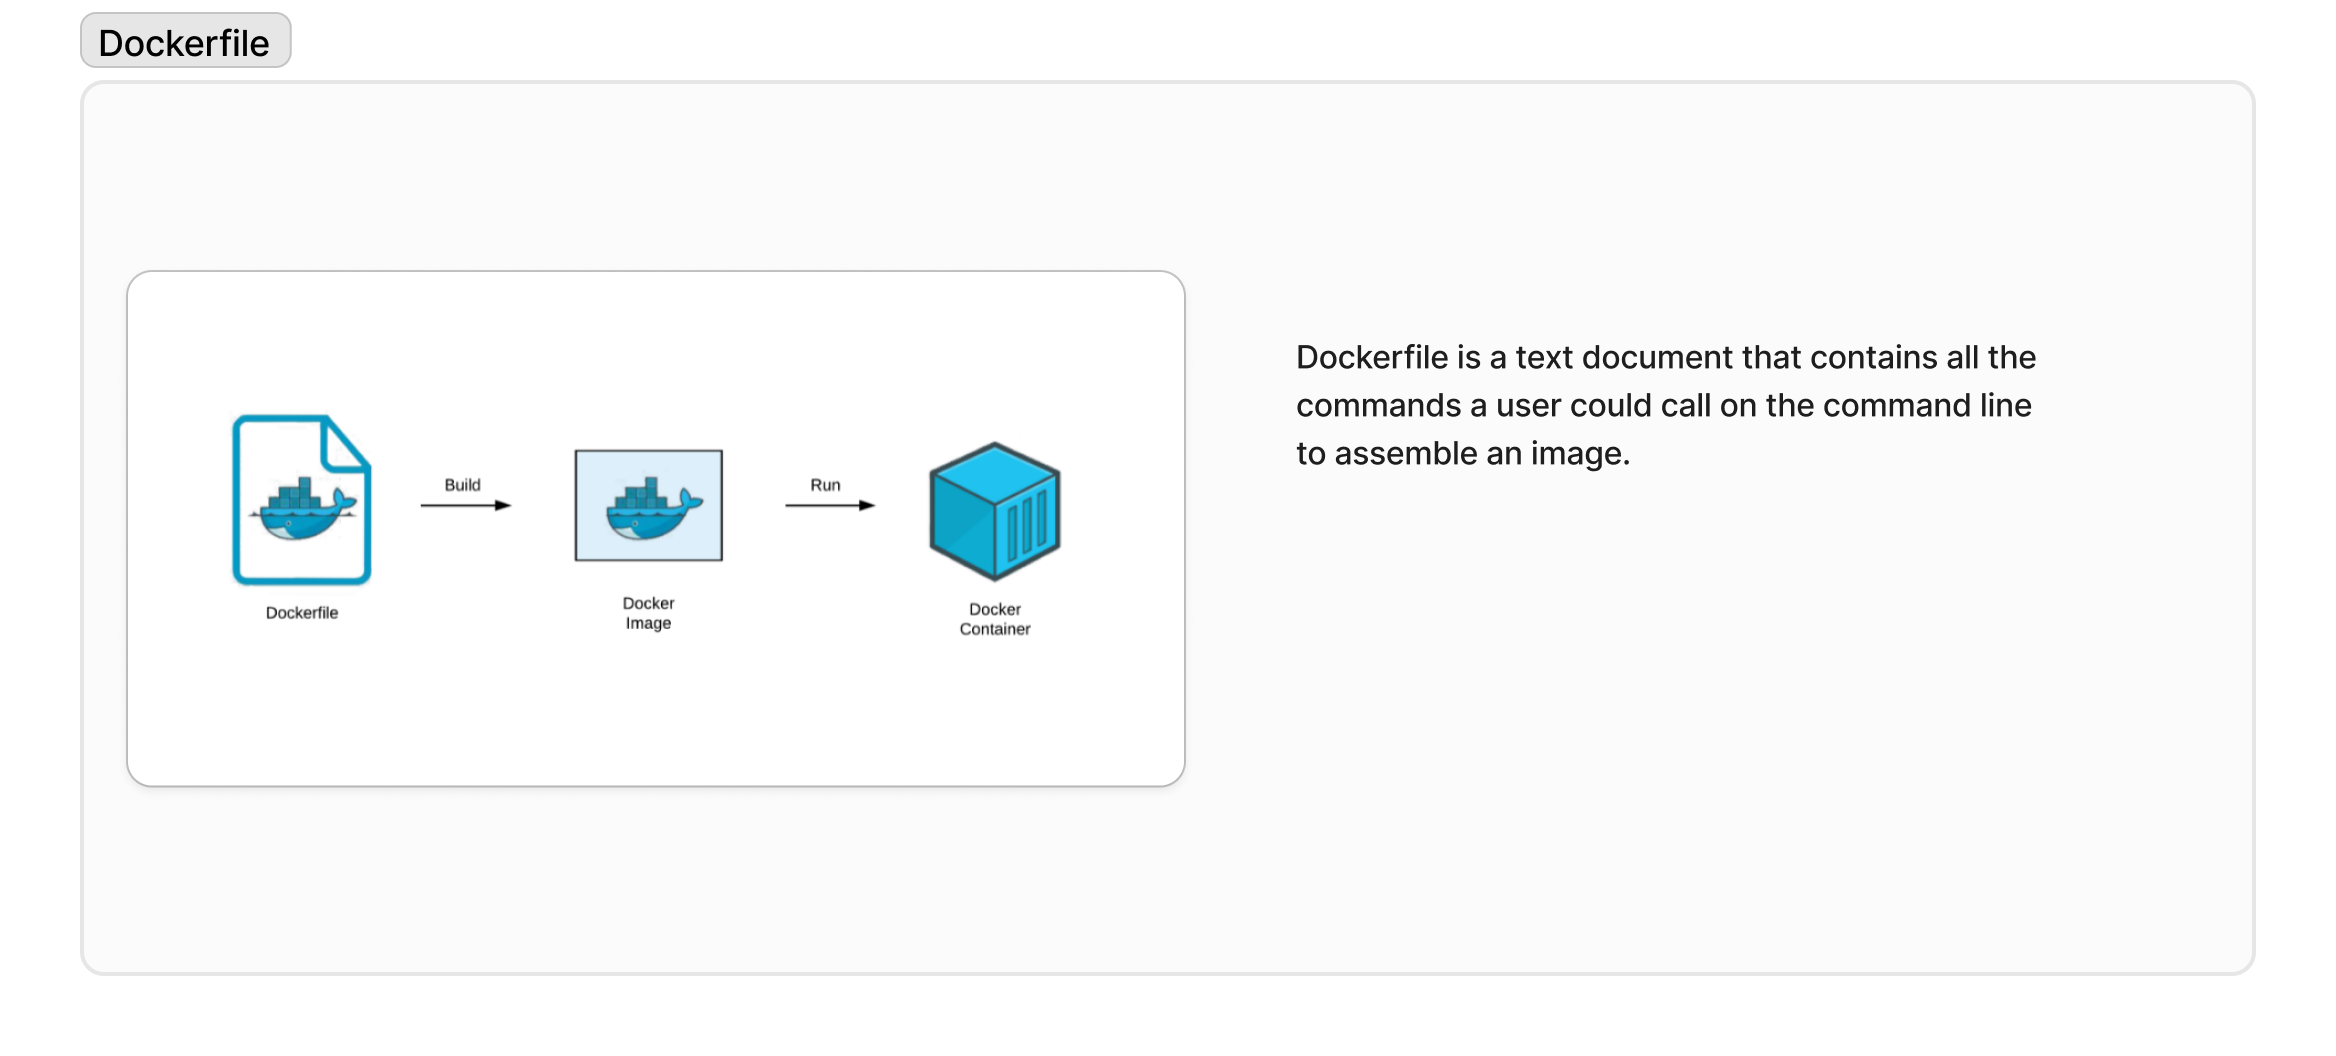 Dockerfile
Build
Run
Dockerfile
Docker
Image
Docker
Container
Dockerfile is a text document that contains all the
commands a user could call on the command line
to assemble an image.